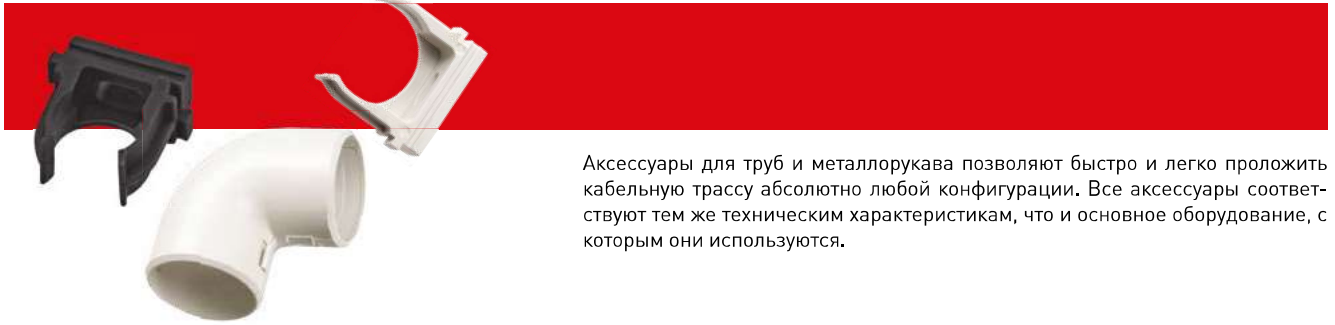 Аксессуары для труб и металлорукава позволяют быстро и легко проложить
кабельную трассу абсолютно любой конфигурации. Все аксессуары соответ-
ствуют тем же техническим характеристикам, что и основное оборудование, с
которым они используются.